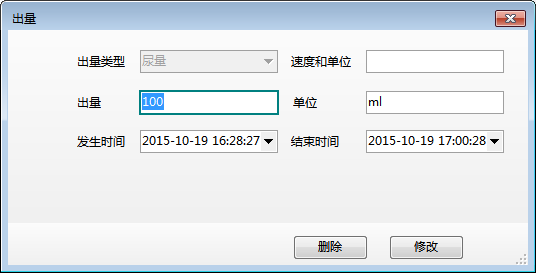 出量
出量类型 尿量 速度和单位
出量 100 单位 ml
发生时间 2015-10-19 16:28:27 结束时间 2015-10-19 17:00:28
删除 修改